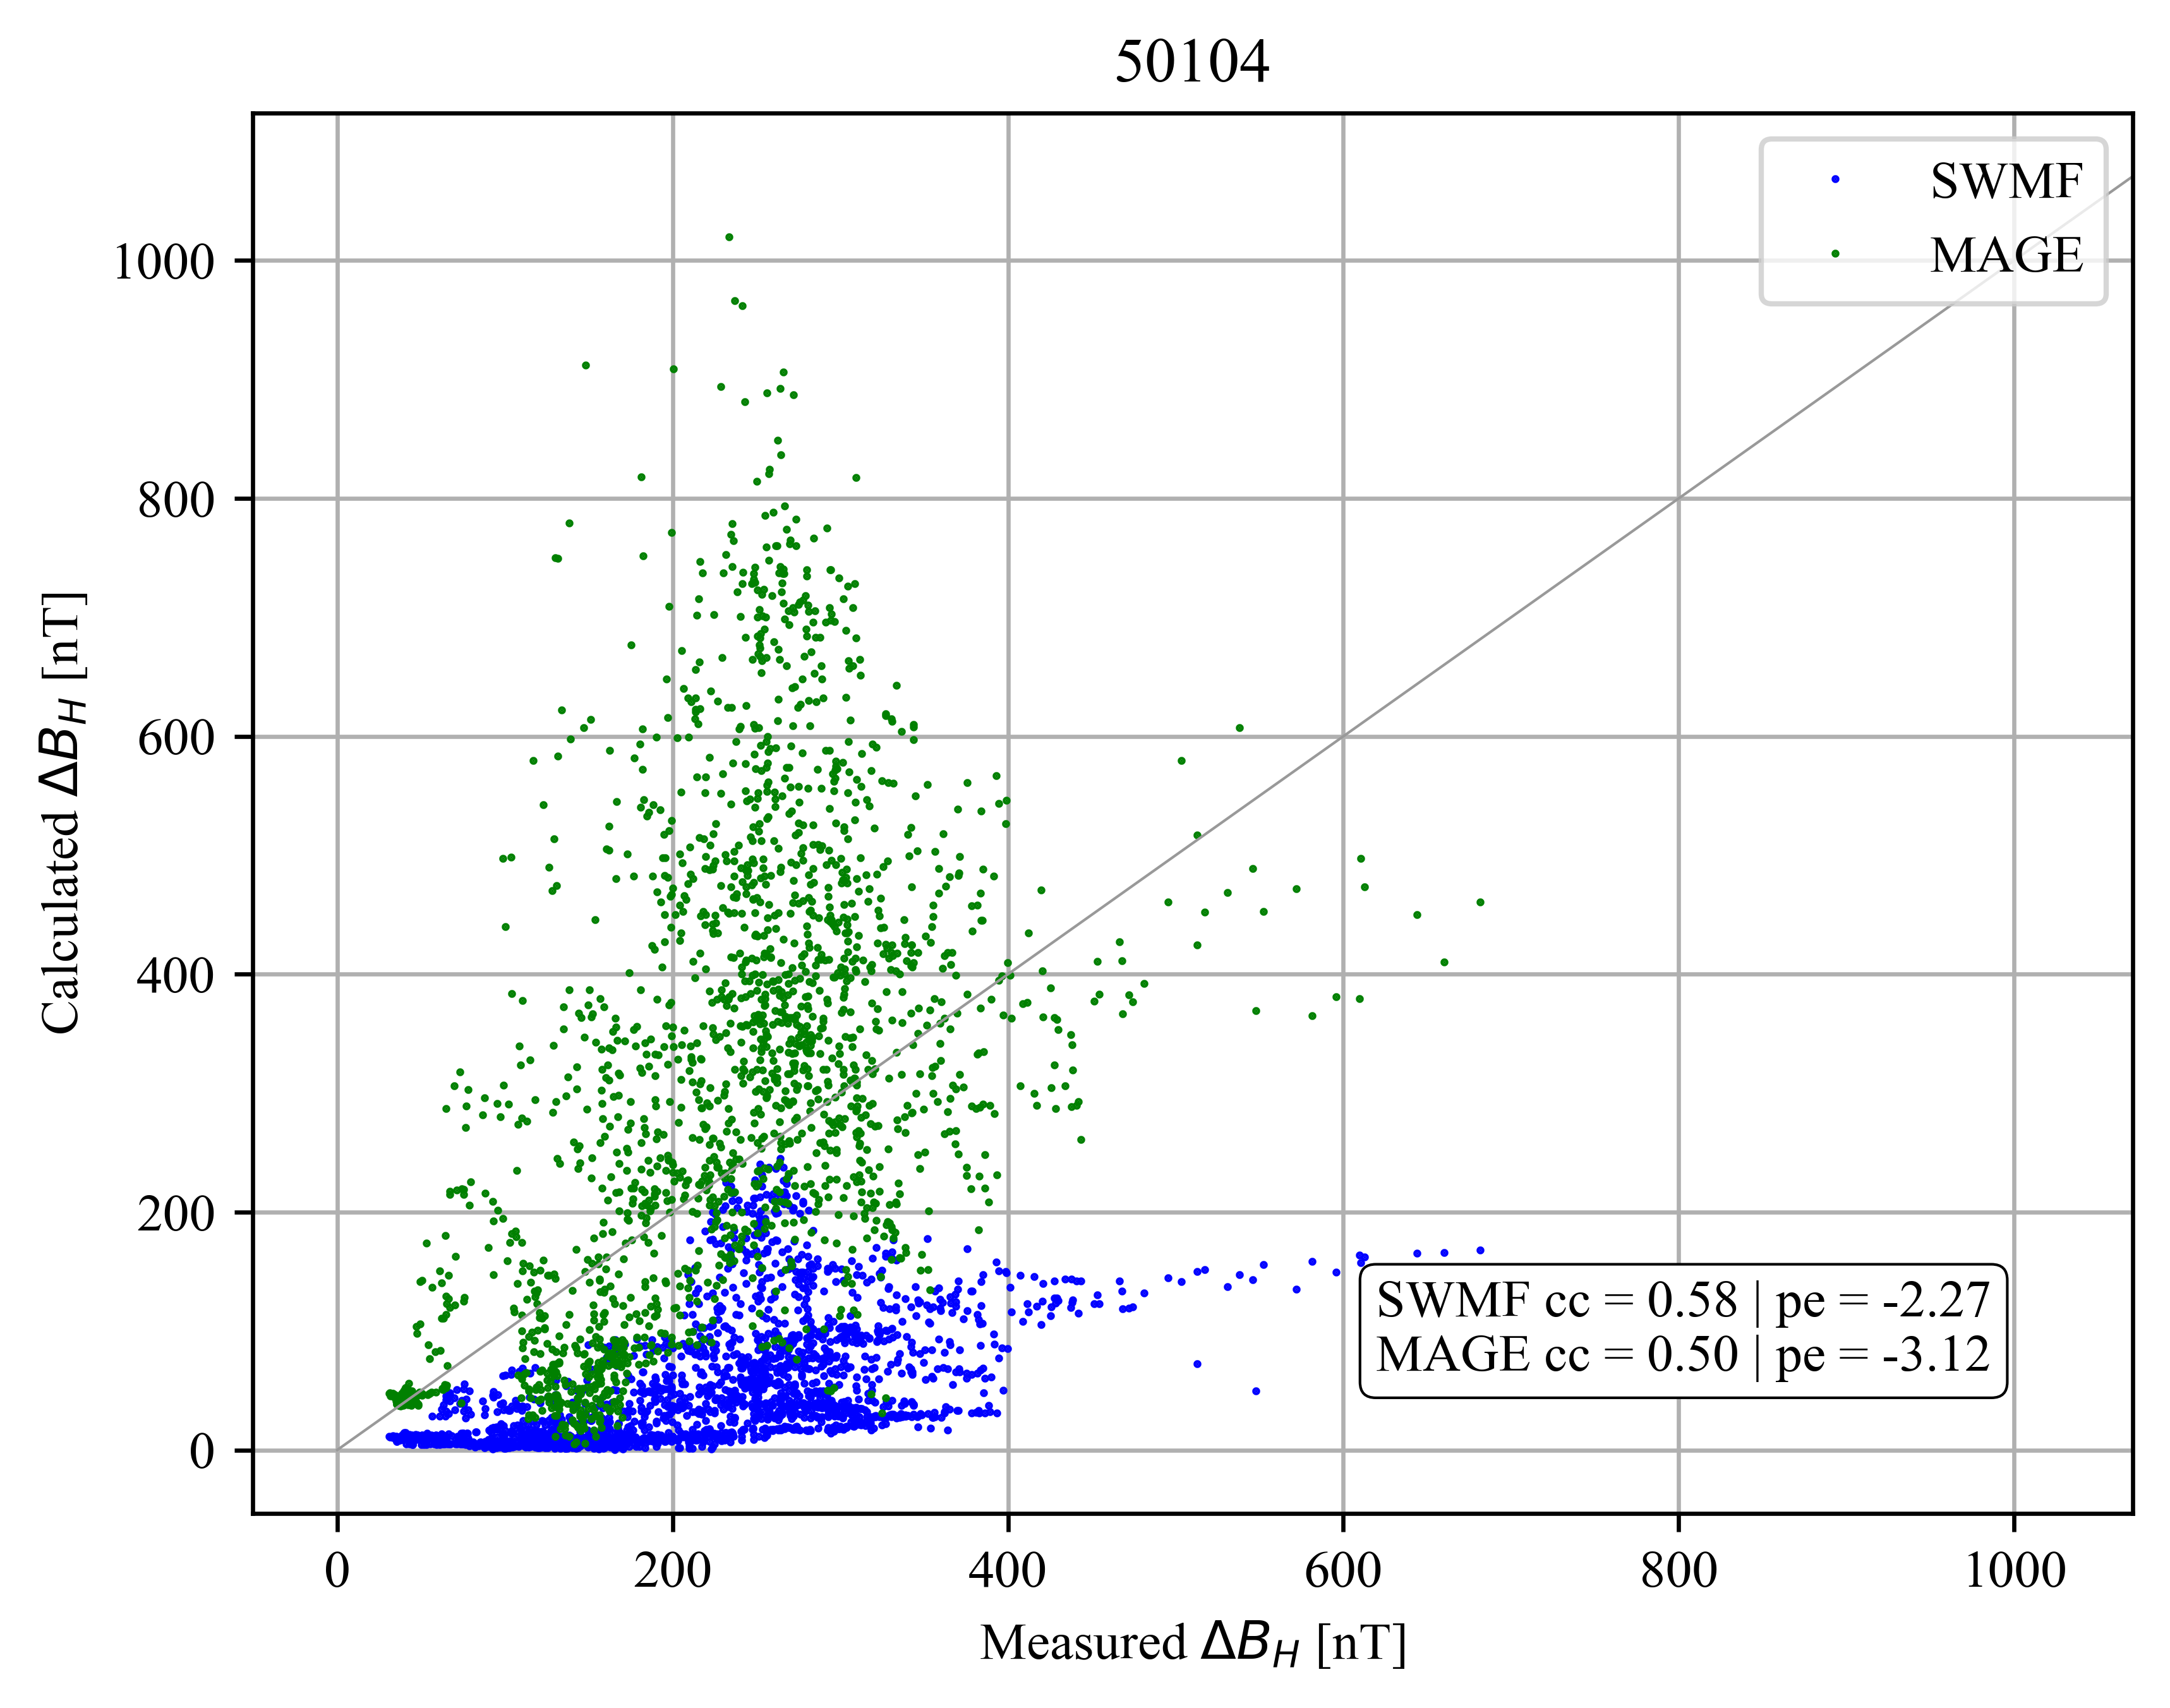 50104
SWMF
MAGE
1000
800
600
400
200
0
Calculated ΔB_H [nT]
SWMF cc = 0.58 | pe = -2.27
MAGE cc = 0.50 | pe = -3.12
0 200 400 600 800 1000
Measured ΔB_H [nT]